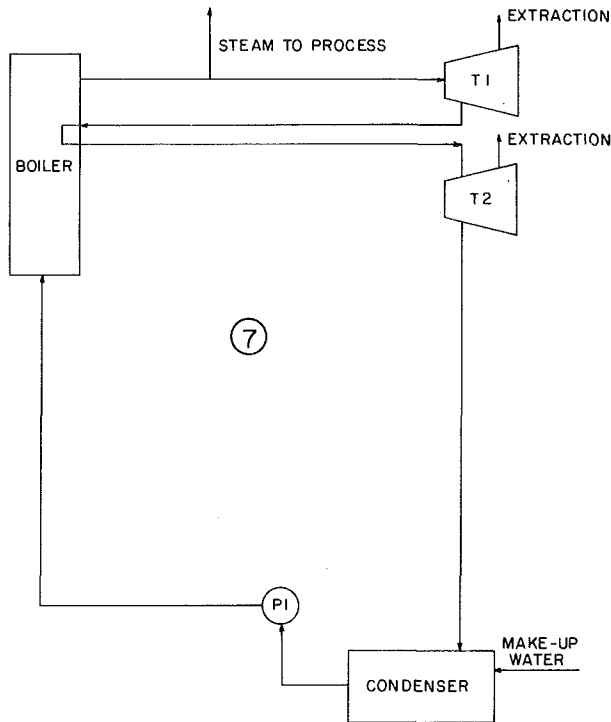 EXTRACTION
STEAM TO PROCESS
T1
EXTRACTION
BOILER
T2
7
P1
MAKE-UP
WATER
CONDENSER